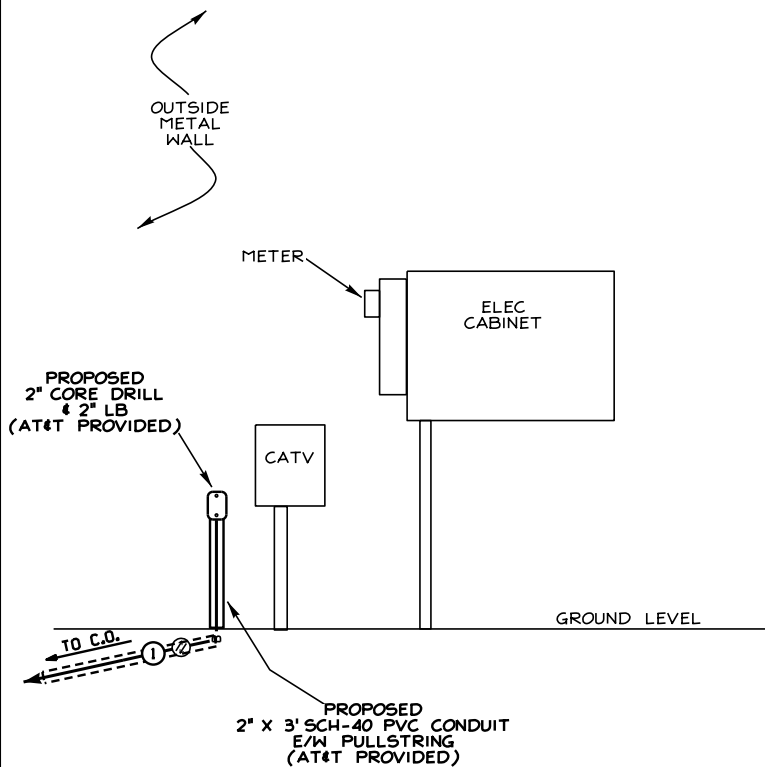 OUTSIDE
METAL
WALL
METER
ELEC
CABINET
PROPOSED
2" CORE DRILL
& 2" LB
(AT&T PROVIDED)
CATV
GROUND LEVEL
TO C.O.
1
PROPOSED
2" X 3' SCH-40 PVC CONDUIT
E/W PULLSTRING
(AT&T PROVIDED)